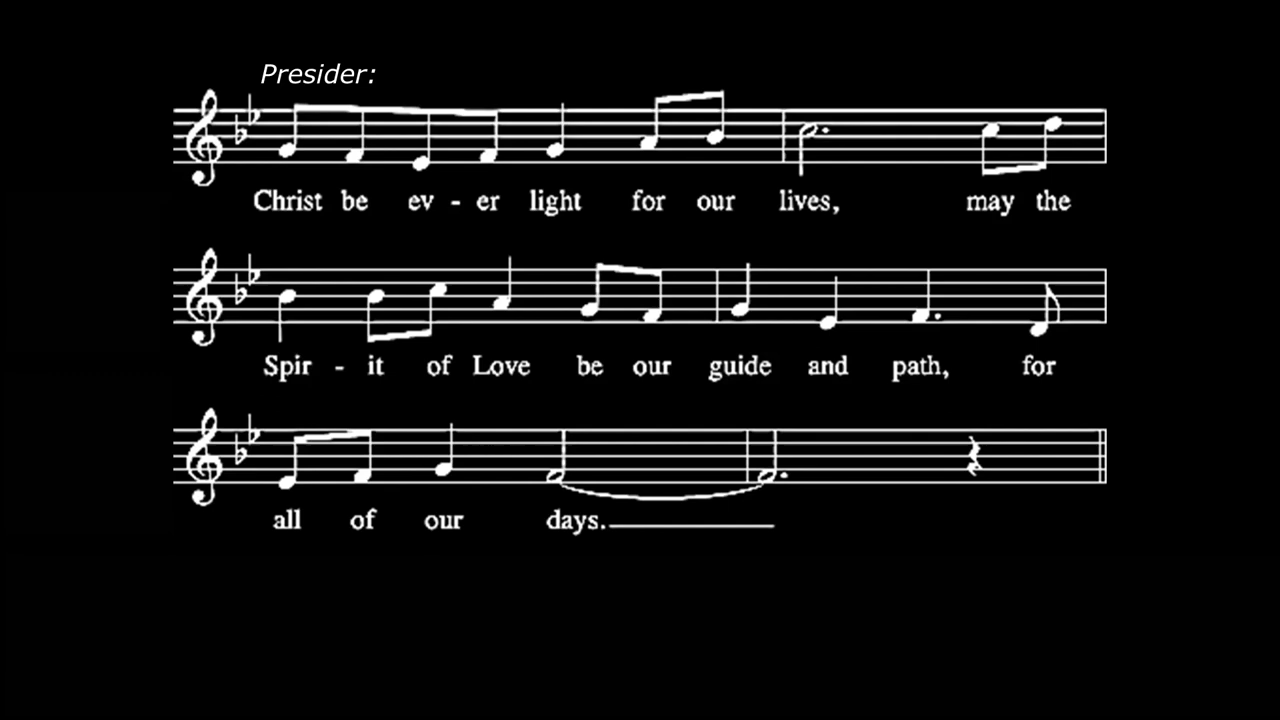 Presider:
Christ be ev - er light for our lives, may the
Spir - it of Love be our guide and path, for
all of our days.